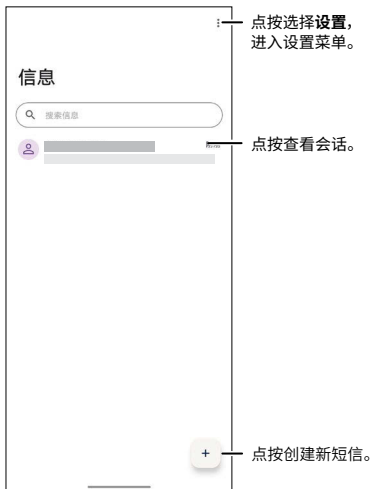 点按选择设置，
进入设置菜单。
信息
搜索信息
点按查看会话。
+
点按创建新短信。